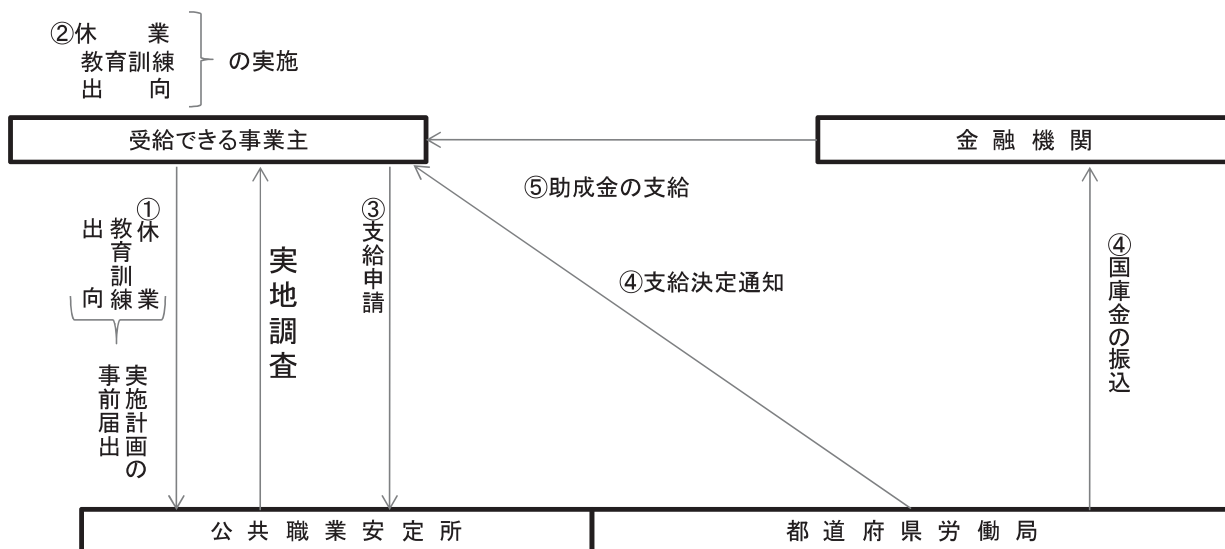 ②休　業
教育訓練
出　向
の実施
受給できる事業主
金融機関
⑤助成金の支給
①休　業
教育訓練
出　向
実施計画の
事前届出
実地調査
③支給申請
④支給決定通知
④国庫金の振込
公共職業安定所
都道府県労働局